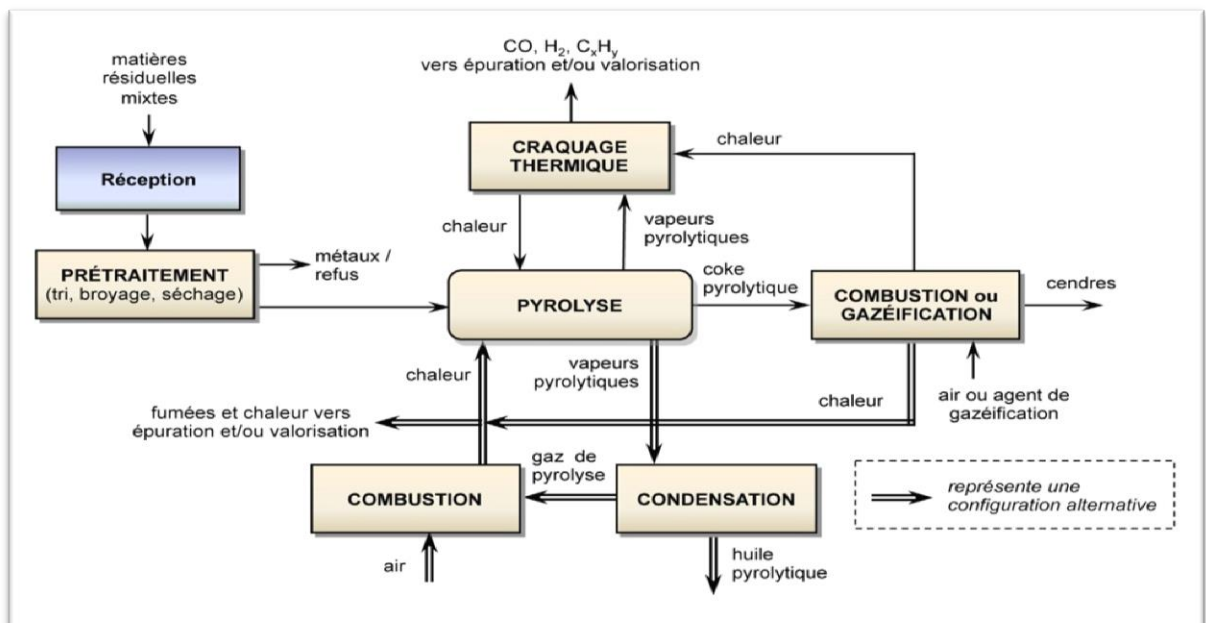 matières
résiduelles
mixtes
Réception
PRÉTRAITEMENT
(tri, broyage, séchage)
métaux /
refus
CO, H₂, CₓHᵧ
vers épuration et/ou valorisation
CRAQUAGE
THERMIQUE
chaleur
chaleur
vapeurs
pyrolytiques
PYROLYSE
coke
pyrolytique
COMBUSTION ou
GAZÉIFICATION
cendres
chaleur
vapeurs
pyrolytiques
chaleur
air ou agent de
gazéification
fumées et chaleur vers
épuration et/ou valorisation
COMBUSTION
gaz de
pyrolyse
CONDENSATION
air
huile
pyrolytique
représente une
configuration alternative